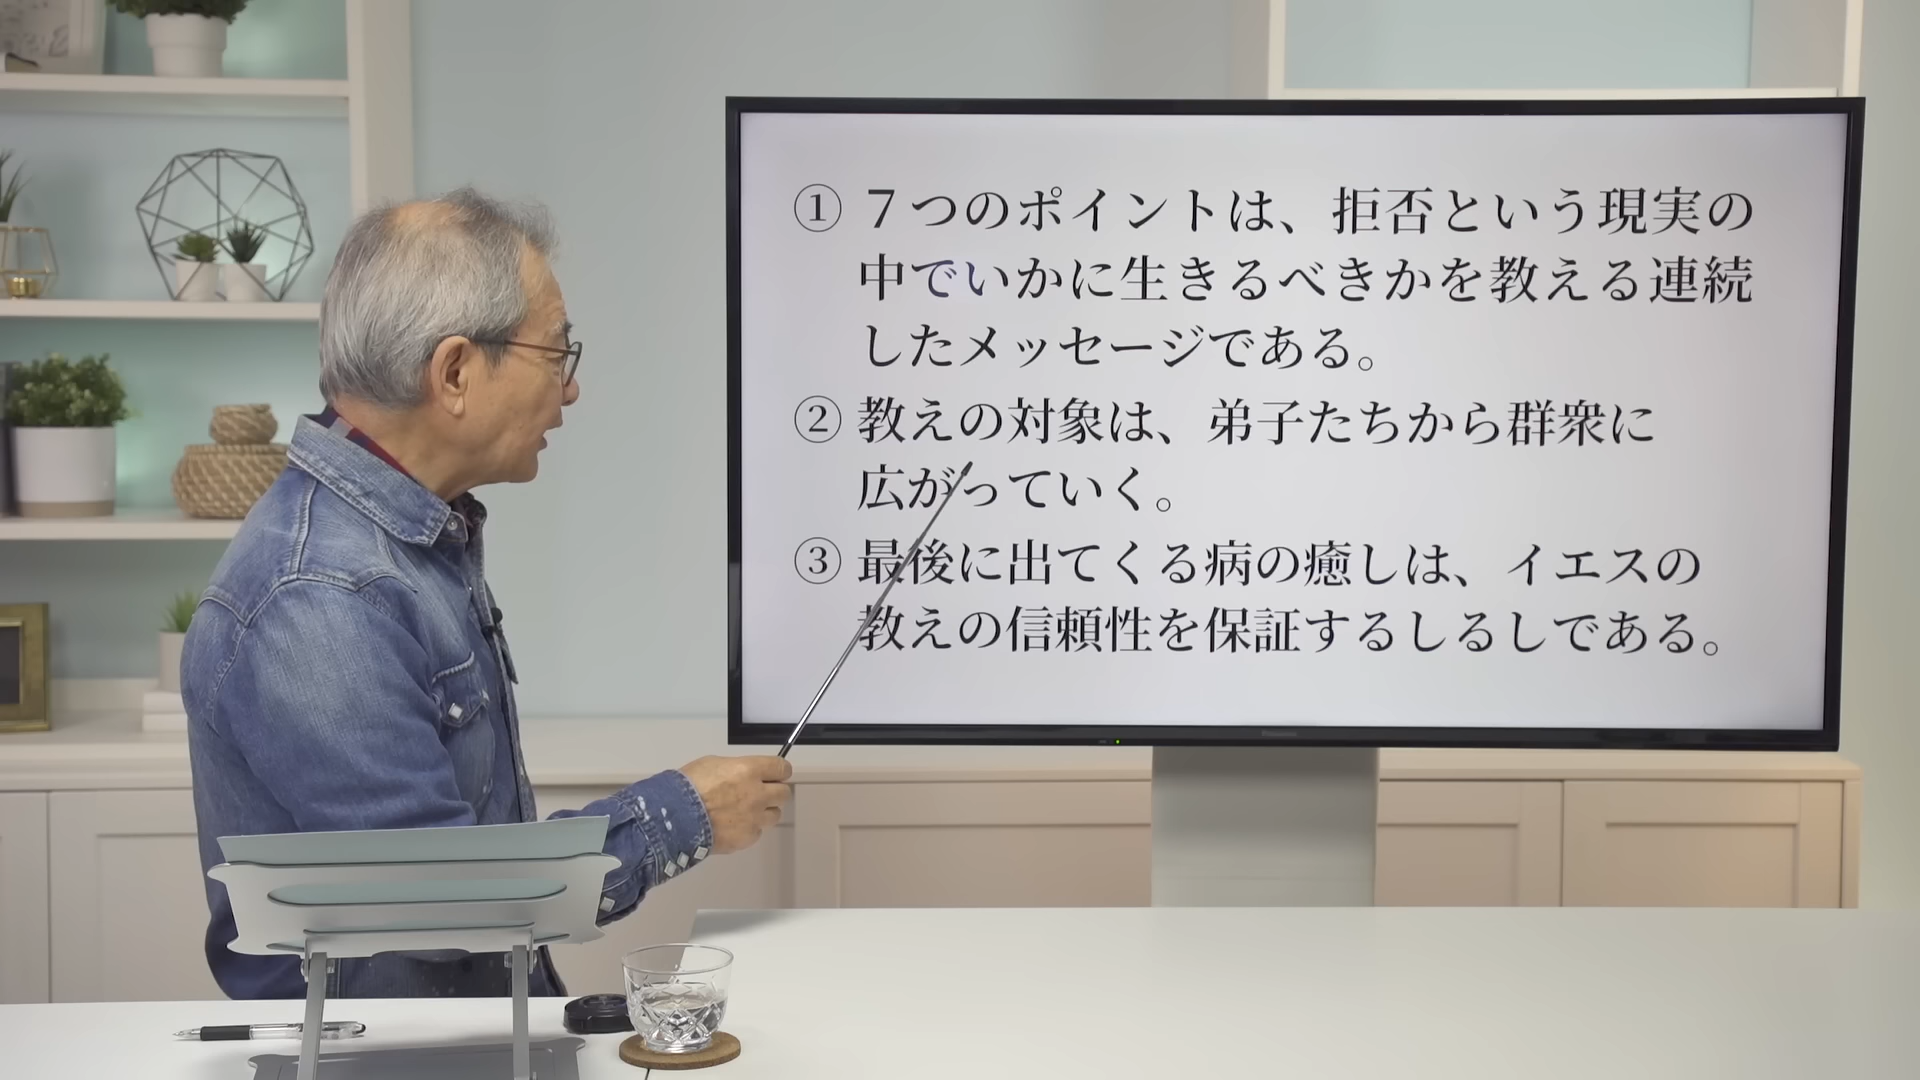 ① ７つのポイントは、拒否という現実の
中でいかに生きるべきかを教える連続
したメッセージである。
② 教えの対象は、弟子たちから群衆に
広がっていく。
③ 最後に出てくる病の癒しは、イエスの
教えの信頼性を保証するしるしである。
Panasonic